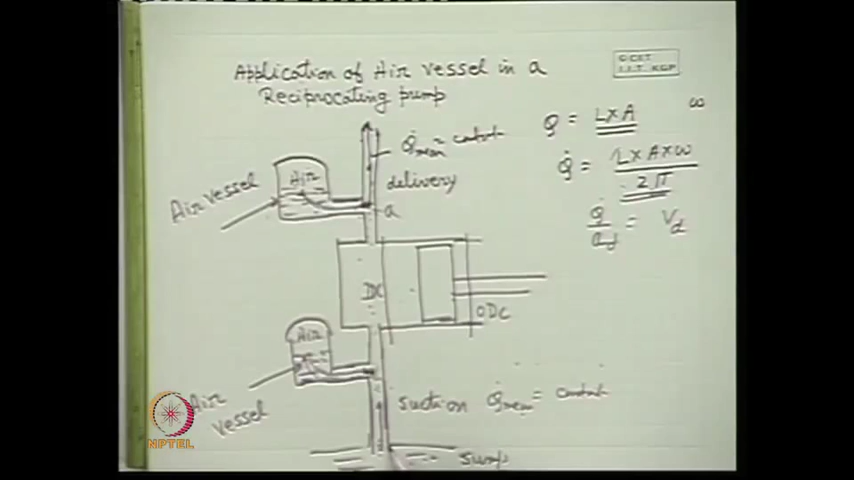 Application of Air vessel in a
Reciprocating pump
© CET
I.I.T. KGP
Q = L×A
ω
Q̇ = L×A×ω
2π
Q̇
a_d
= V_d
Q̇mean = constant
delivery
Air
Air vessel
a
DC
ODC
Air
Air
vessel
suction Q̇mean = constant
sump
NPTEL